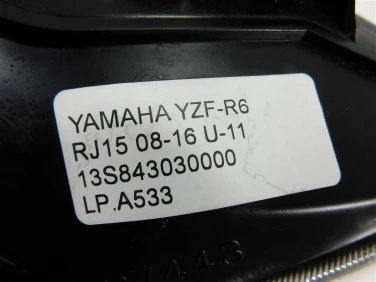 YAMAHA YZF-R6
RJ15 08-16 U-11
13S843030000
LP.A533